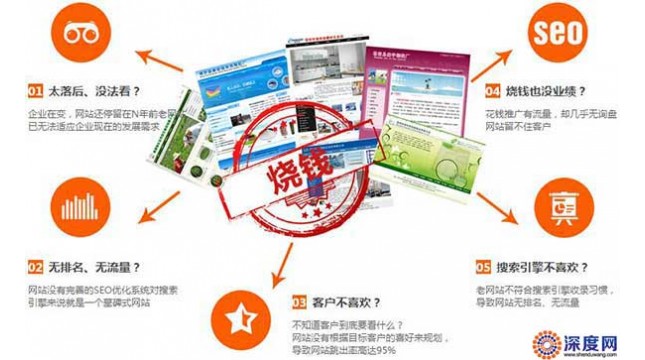 seo
01 太落后、没法看？
企业在变，网站还停留在N年前老
已无法适应企业现在的发展需求
04 烧钱也没业绩？
花钱推广有流量，却几乎无询盘
网站留不住客户
烧钱
02 无排名、无流量？
网站没有完善的SEO优化系统对搜索
引擎来说就是一个墓碑式网站
05 搜索引擎不喜欢？
老网站不符合搜索引擎收录习惯，
导致网站无排名、无流量
03 客户不喜欢？
不知道客户到底要看什么？
网站没有根据目标客户的喜好来规划，
导致网站跳出率高达95%
深度网
www.shenduwang.com